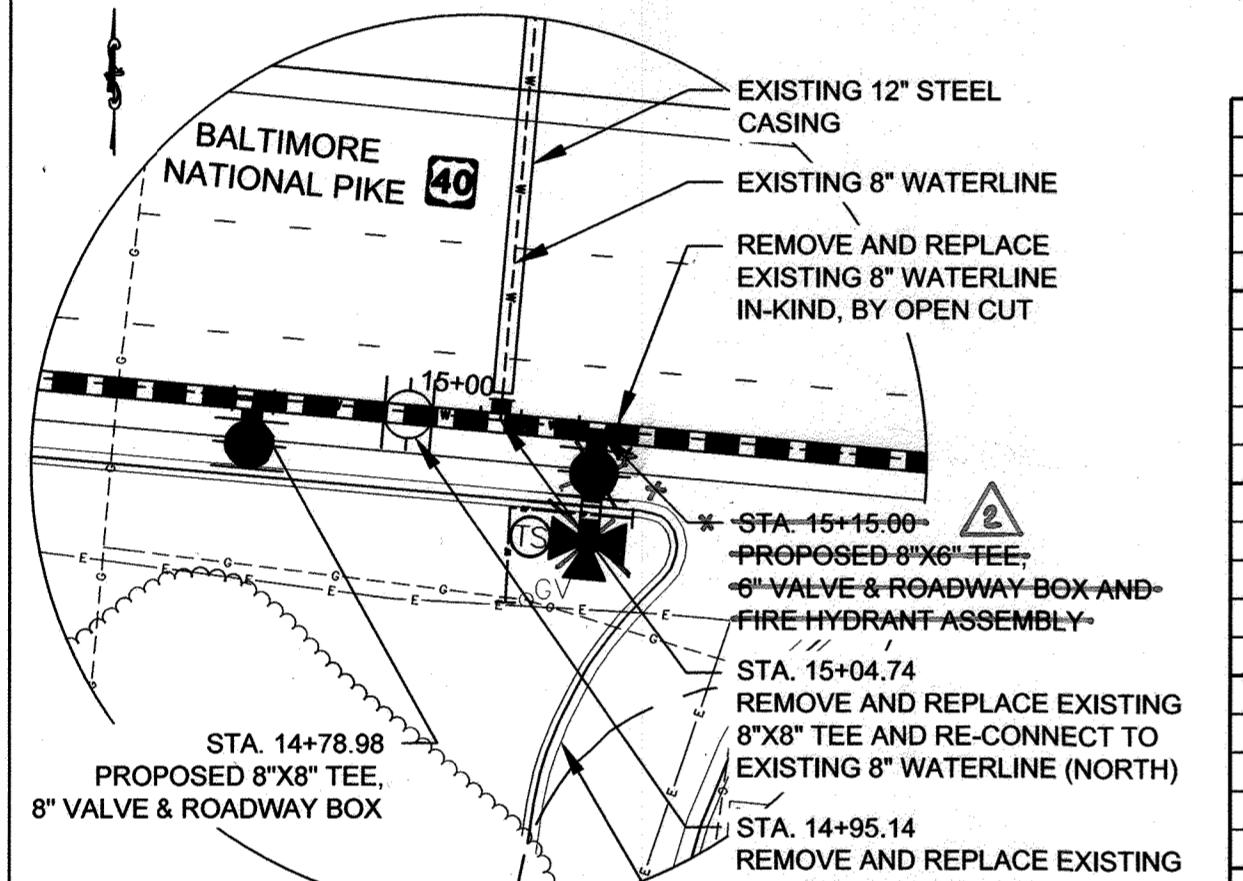 BALTIMORE
NATIONAL PIKE 40
EXISTING 12" STEEL
CASING
EXISTING 8" WATERLINE
REMOVE AND REPLACE
EXISTING 8" WATERLINE
IN-KIND, BY OPEN CUT
15+00
TS
GV
2
STA. 15+15.00
PROPOSED 8"X6" TEE,
6" VALVE & ROADWAY BOX AND
FIRE HYDRANT ASSEMBLY
STA. 15+04.74
REMOVE AND REPLACE EXISTING
8"X8" TEE AND RE-CONNECT TO
EXISTING 8" WATERLINE (NORTH)
STA. 14+95.14
REMOVE AND REPLACE EXISTING
STA. 14+78.98
PROPOSED 8"X8" TEE,
8" VALVE & ROADWAY BOX
W
W
W
G
G
G
G
G
G
E
E
E
E
E
E
E
E